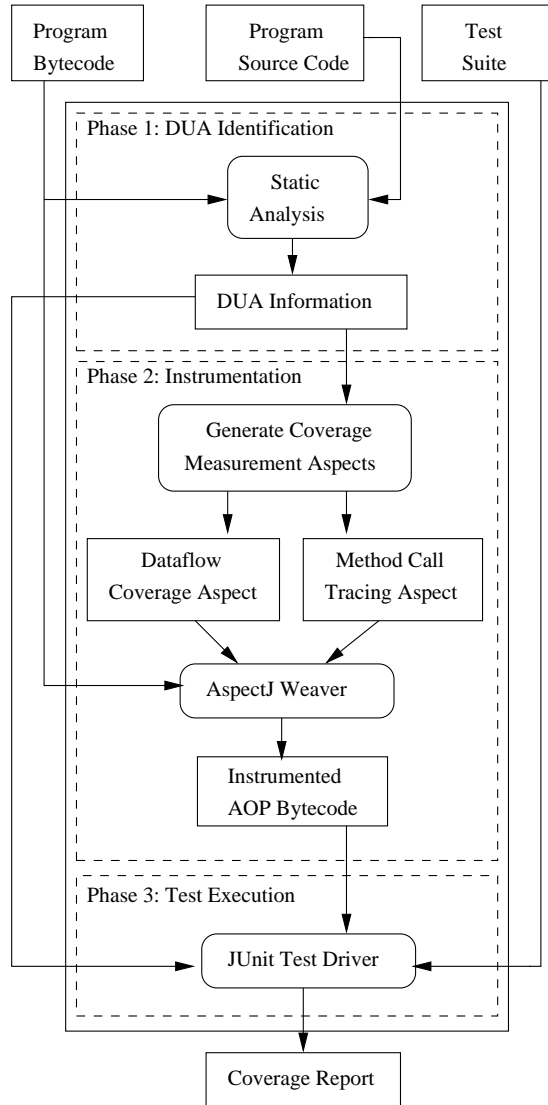 Program
Bytecode
Program
Source Code
Test
Suite
Phase 1: DUA Identification
Static
Analysis
DUA Information
Phase 2: Instrumentation
Generate Coverage
Measurement Aspects
Dataflow
Coverage Aspect
Method Call
Tracing Aspect
AspectJ Weaver
Instrumented
AOP Bytecode
Phase 3: Test Execution
JUnit Test Driver
Coverage Report